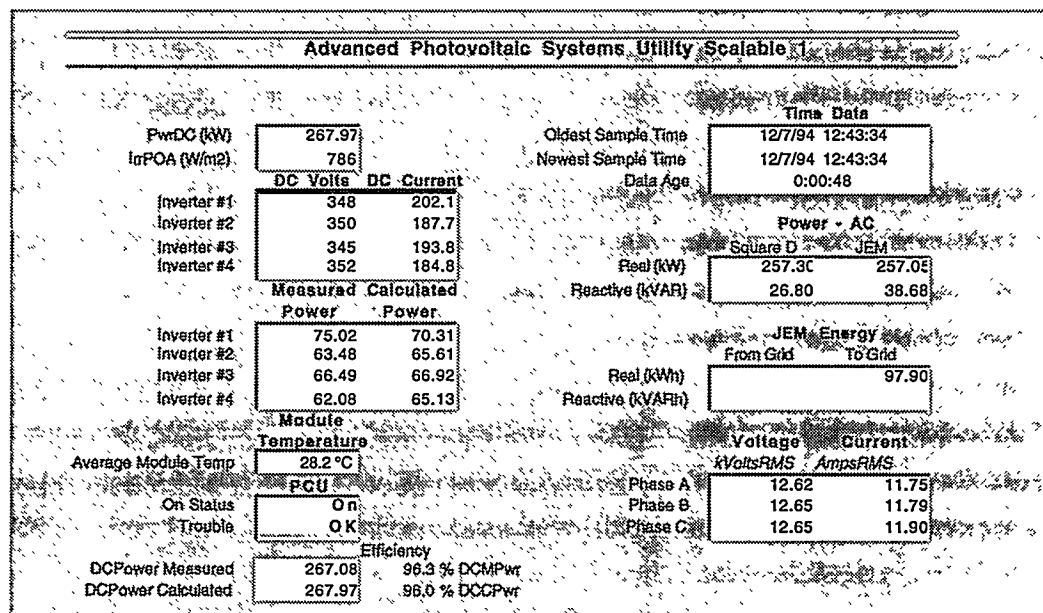 Advanced Photovoltaic Systems Utility Scalable 1
PwrDC (kW) 267.97
IrrPOA (W/m2) 786
DC Volts DC Current
Inverter #1 348 202.1
Inverter #2 350 187.7
Inverter #3 345 193.8
Inverter #4 352 184.8
Measured Calculated
Power Power
Inverter #1 75.02 70.31
Inverter #2 63.48 65.61
Inverter #3 66.49 66.92
Inverter #4 62.08 65.13
Module
Temperature
Average Module Temp 28.2 °C
PCU
On Status On
Trouble OK
Efficiency
DCPower Measured 267.08 96.3 % DCMPwr
DCPower Calculated 267.97 96.0 % DCCPwr
Time Data
Oldest Sample Time 12/7/94 12:43:34
Newest Sample Time 12/7/94 12:43:34
Data Age 0:00:48
Power - AC
Square D JEM
Real (kW) 257.30 257.05
Reactive (kVAR) 26.80 38.68
JEM Energy
From Grid To Grid
Real (kWh) 97.90
Reactive (kVARh)
Voltage Current
kVoltsRMS AmpsRMS
Phase A 12.62 11.75
Phase B 12.65 11.79
Phase C 12.65 11.90